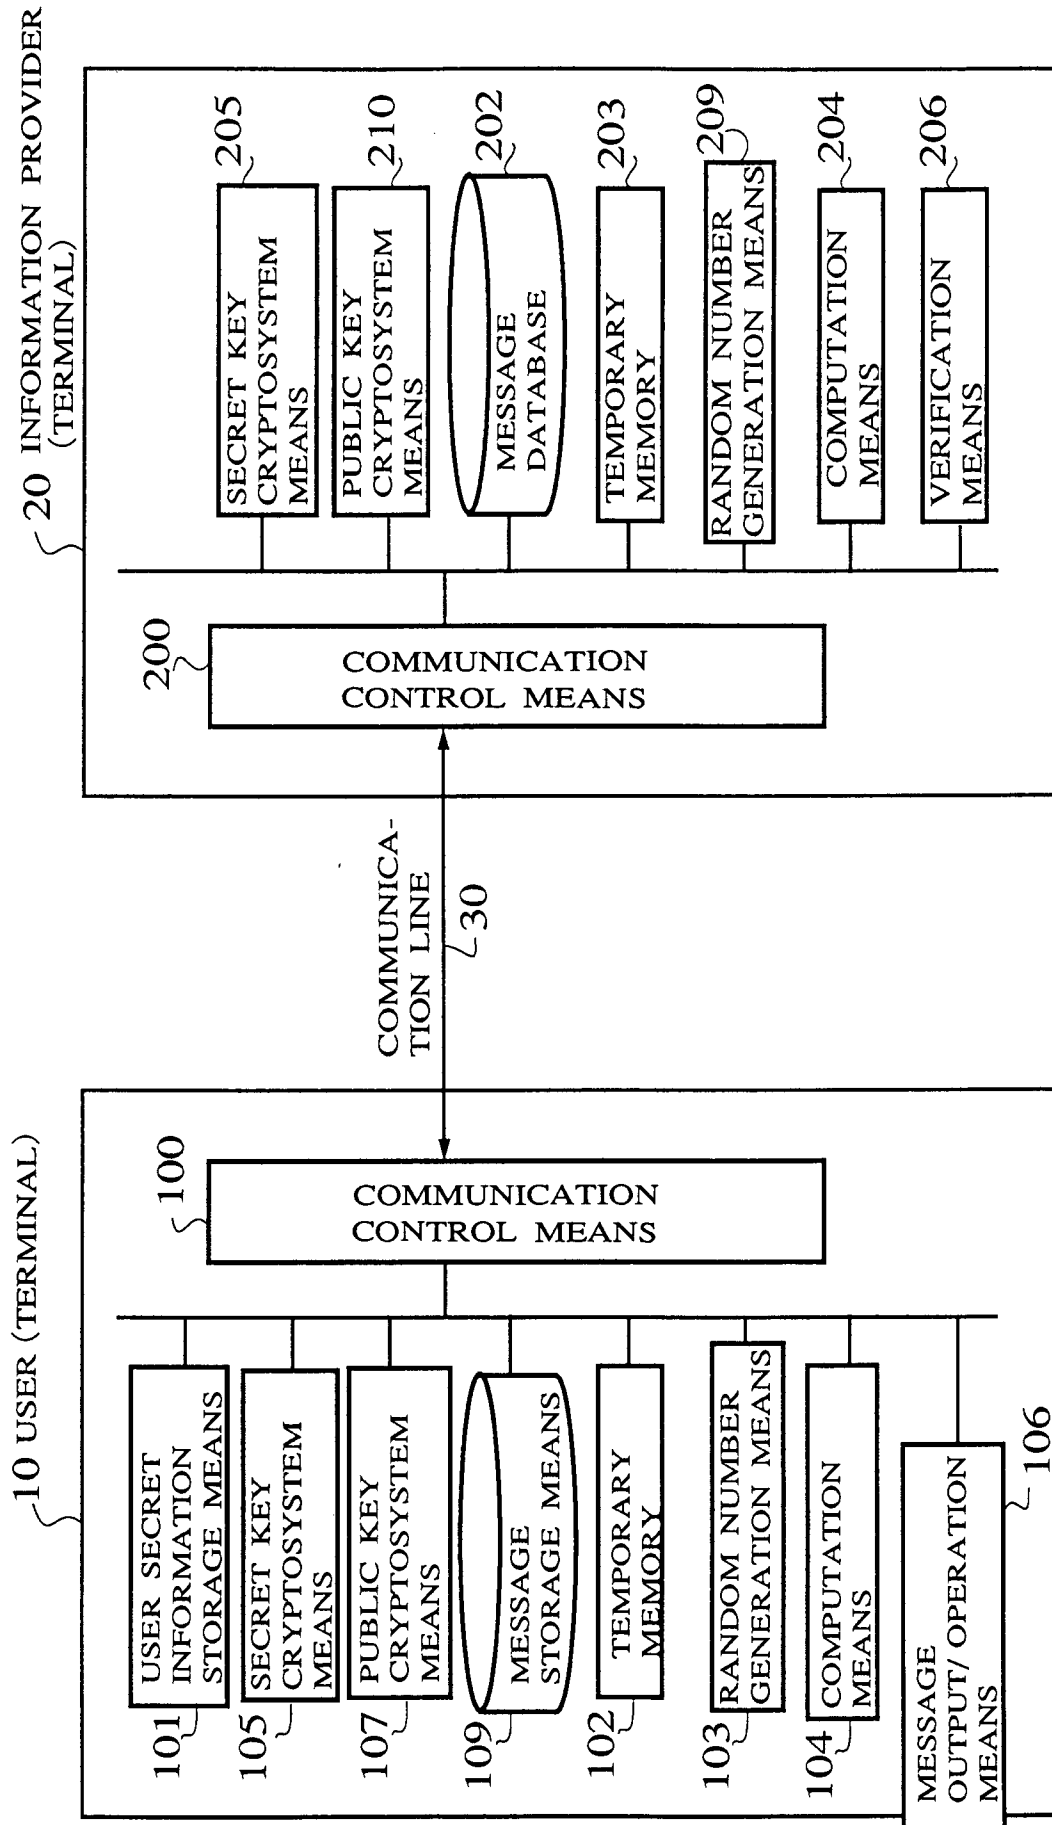 10 USER (TERMINAL)
101
USER SECRET
INFORMATION
STORAGE MEANS
105
SECRET KEY
CRYPTOSYSTEM
MEANS
107
PUBLIC KEY
CRYPTOSYSTEM
MEANS
109
MESSAGE
STORAGE MEANS
102
TEMPORARY
MEMORY
103
RANDOM NUMBER
GENERATION MEANS
104
COMPUTATION
MEANS
MESSAGE
OUTPUT/ OPERATION
MEANS
106
100
COMMUNICATION
CONTROL MEANS
COMMUNICA-
TION LINE
30
20 INFORMATION PROVIDER
(TERMINAL)
200
COMMUNICATION
CONTROL MEANS
SECRET KEY
CRYPTOSYSTEM
MEANS
205
PUBLIC KEY
CRYPTOSYSTEM
MEANS
210
MESSAGE
DATABASE
202
TEMPORARY
MEMORY
203
RANDOM NUMBER
GENERATION MEANS
209
COMPUTATION
MEANS
204
VERIFICATION
MEANS
206